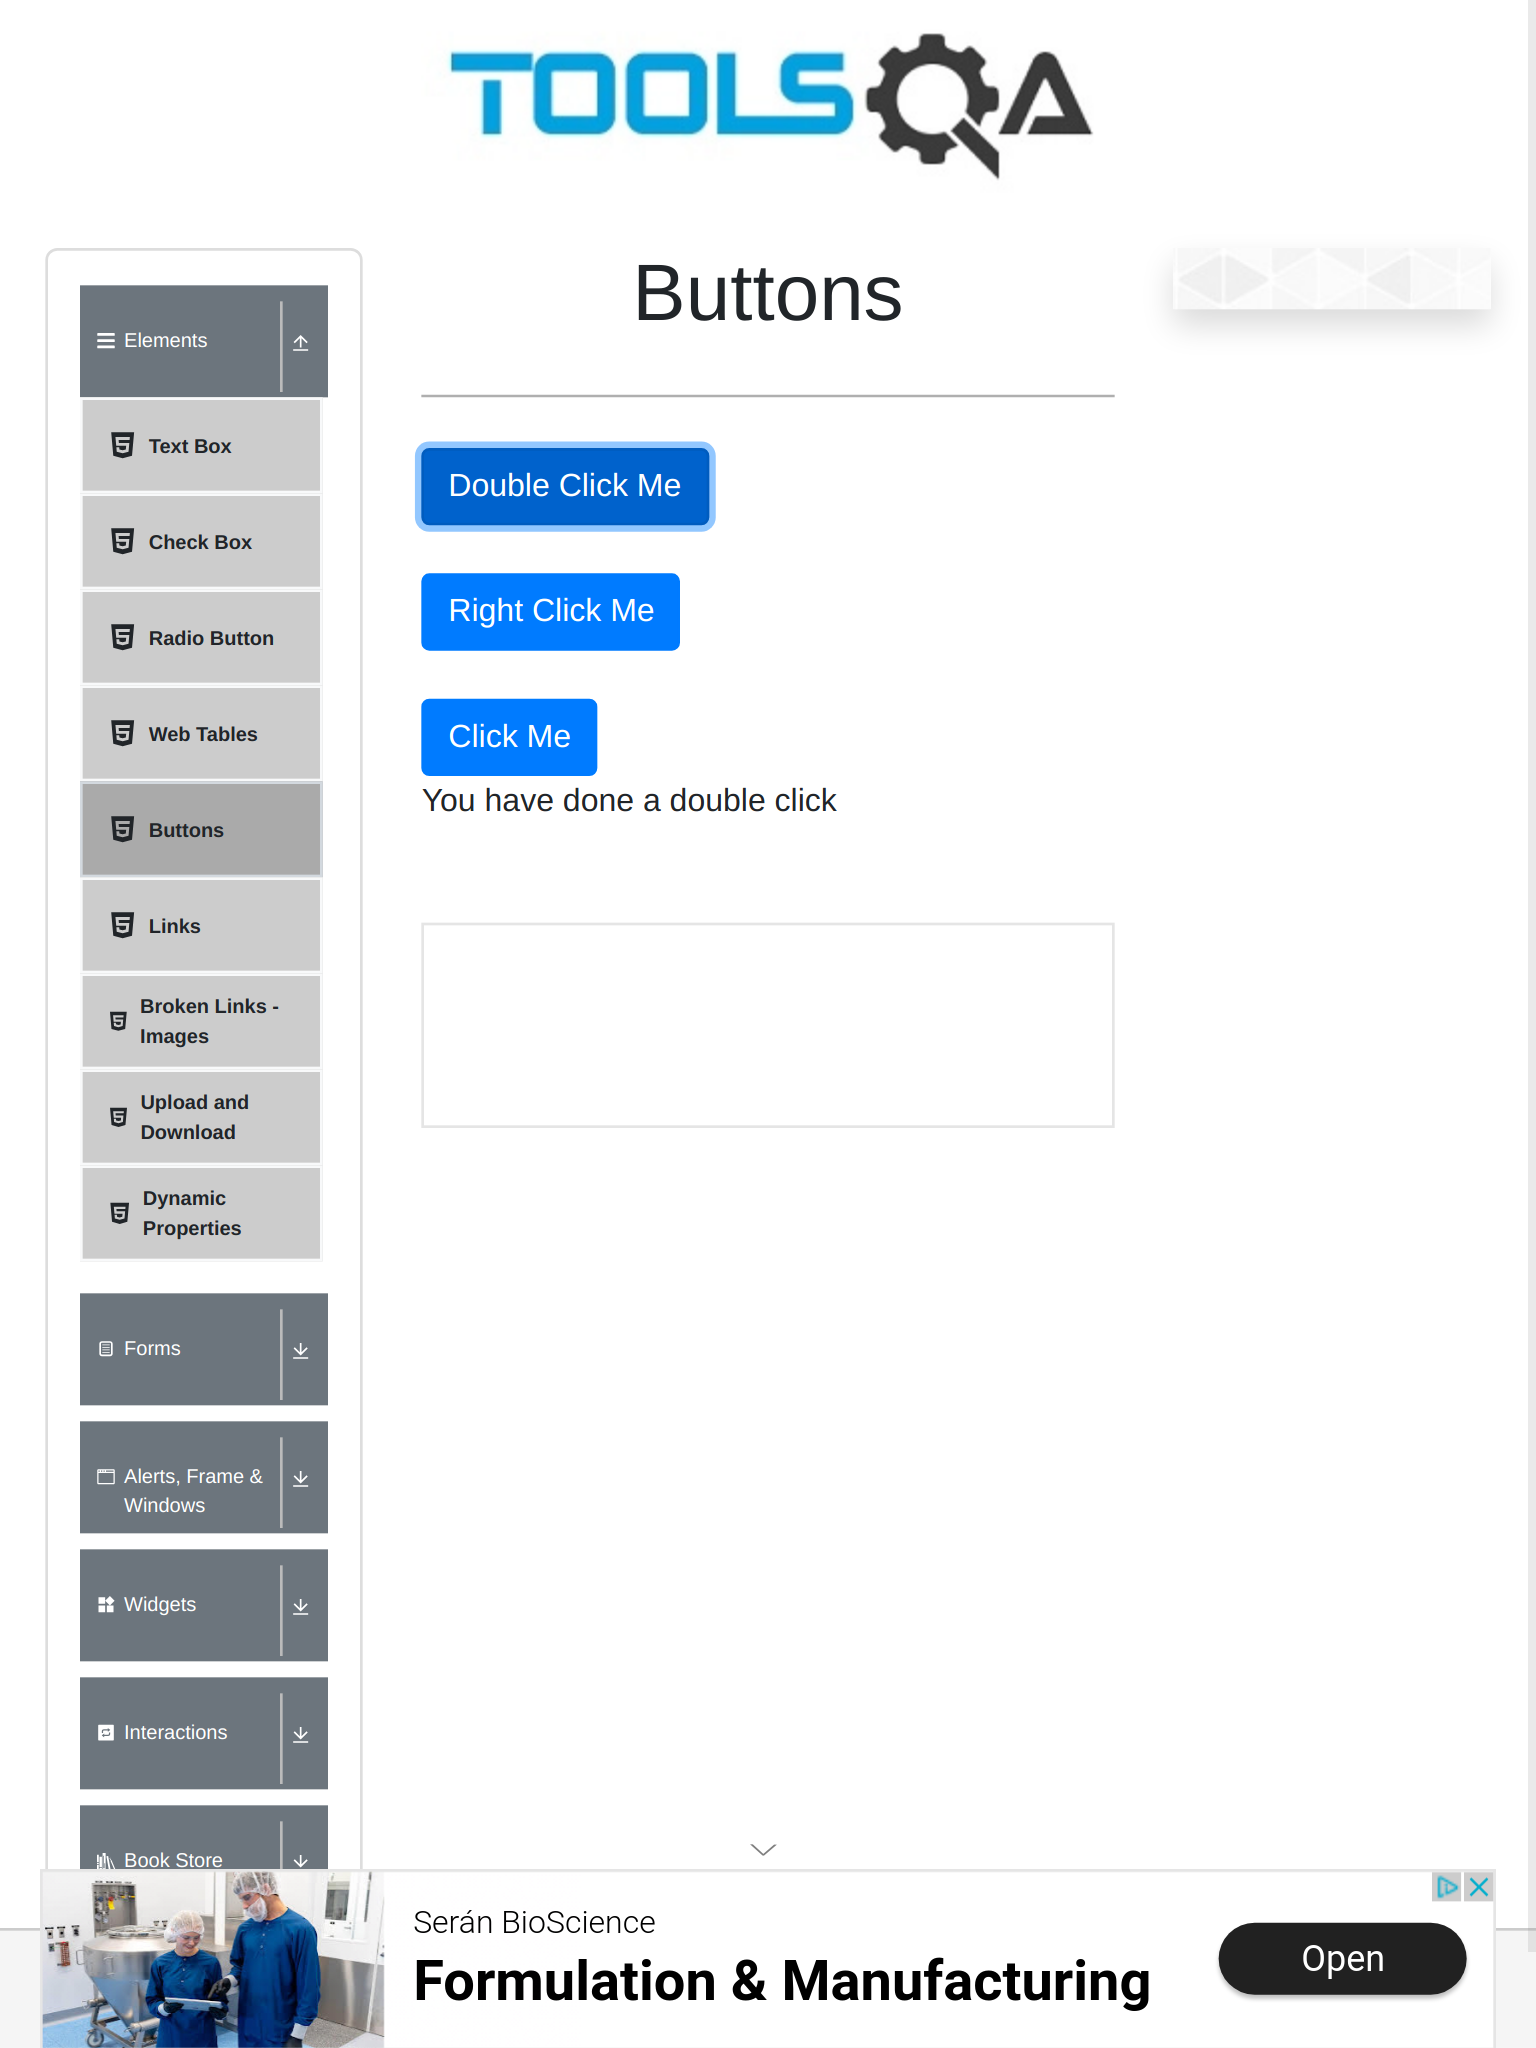 TOOLSQA
Buttons
Elements
Text Box
Check Box
Radio Button
Web Tables
Buttons
Links
Broken Links -
Images
Upload and
Download
Dynamic
Properties
Forms
Alerts, Frame &
Windows
Widgets
Interactions
Book Store
Double Click Me
Right Click Me
Click Me
You have done a double click
Serán BioScience
Formulation & Manufacturing
Open